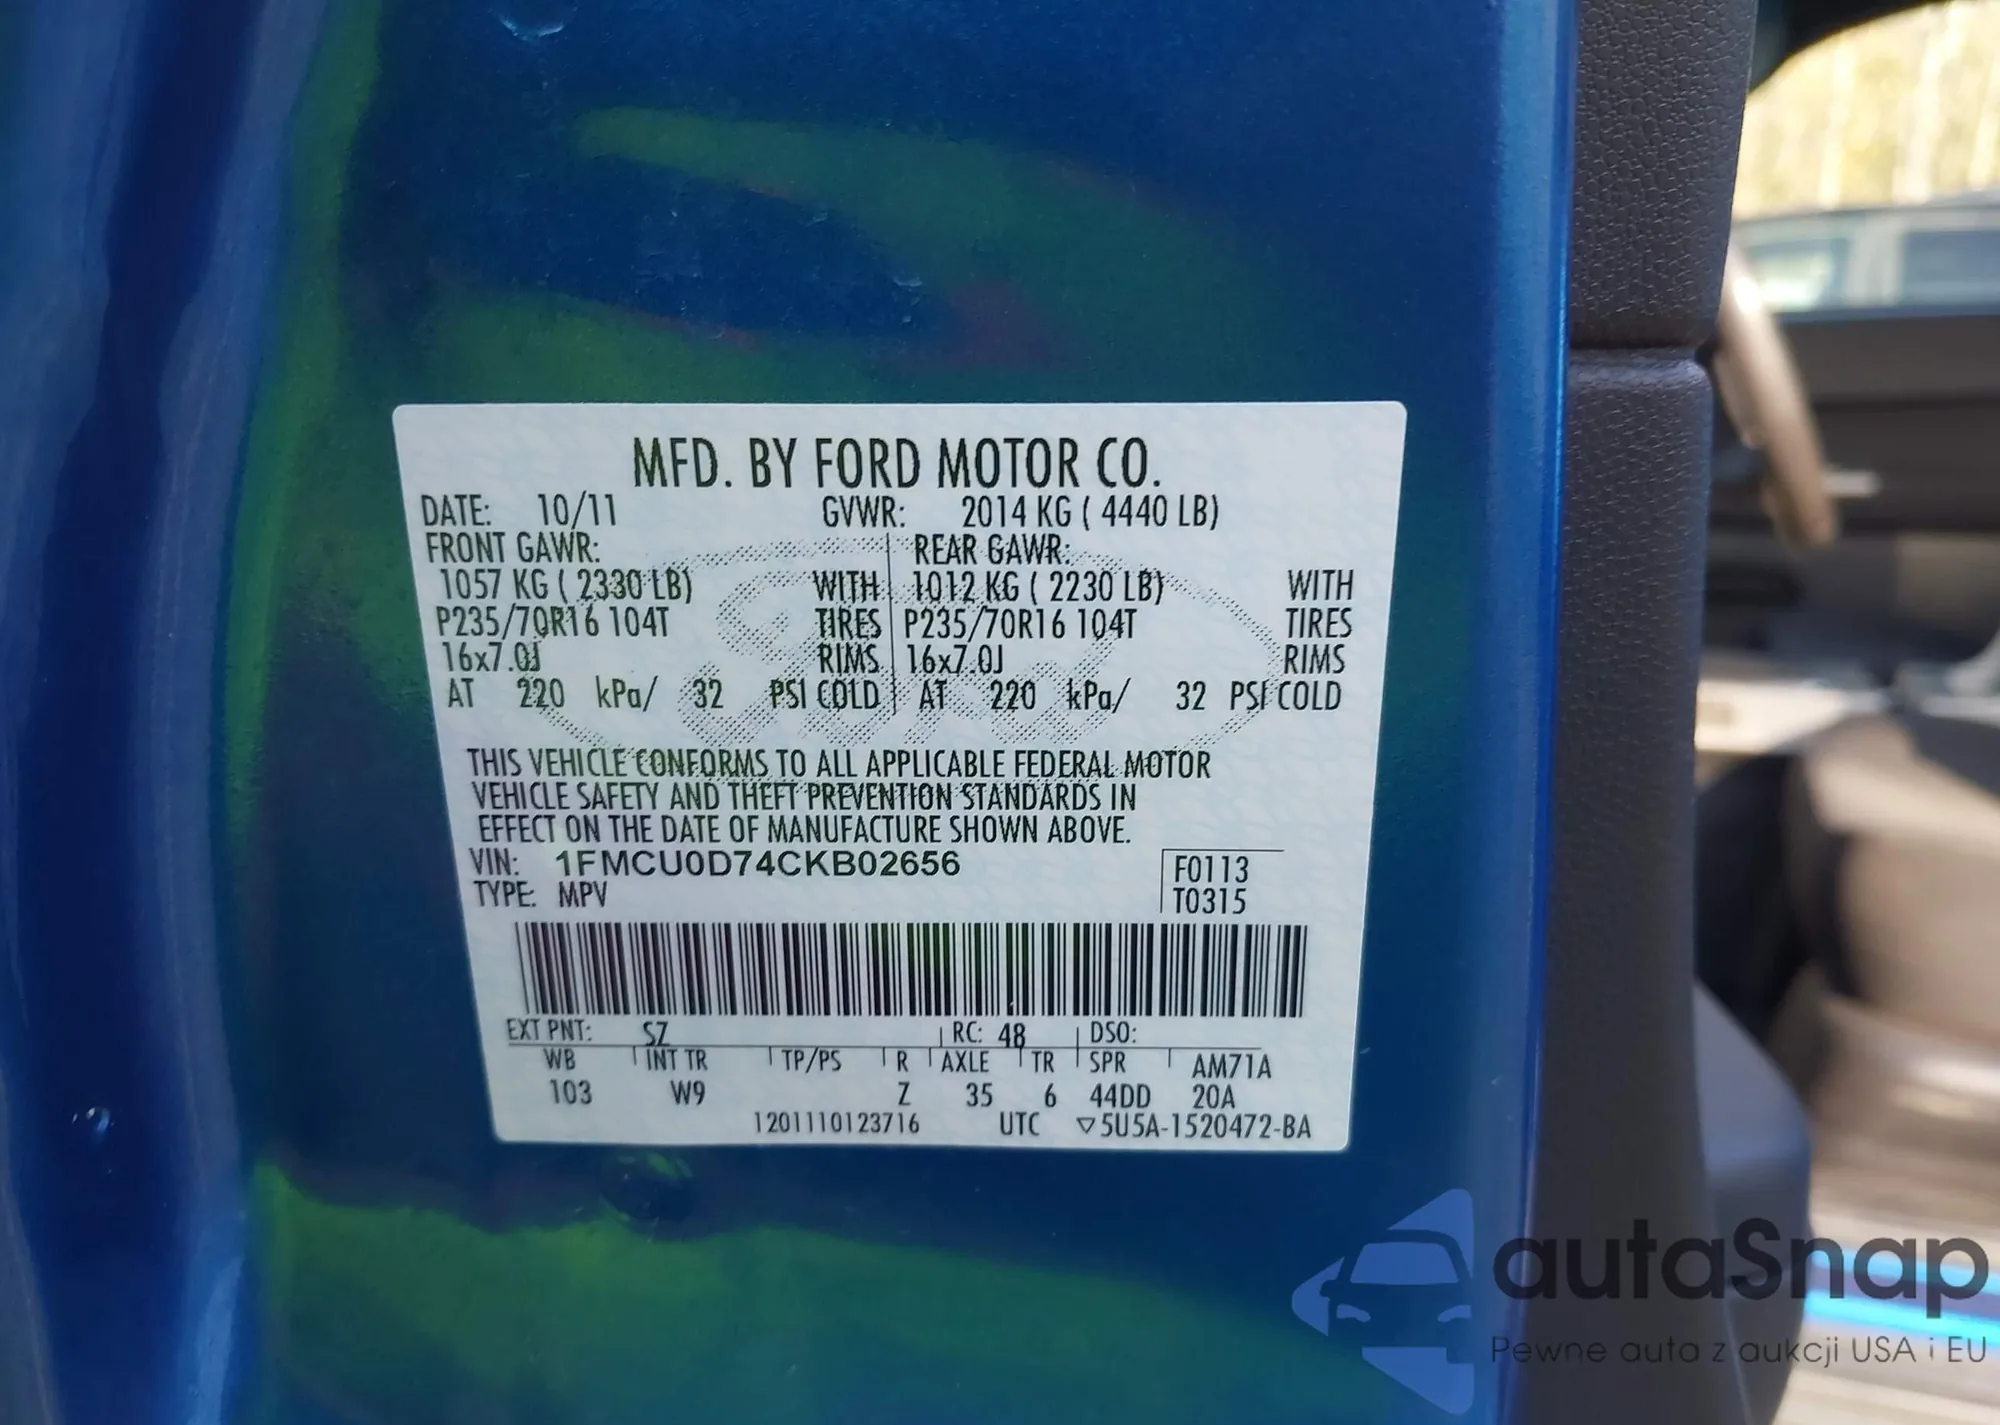 MFD. BY FORD MOTOR CO.
DATE: 10/11 GVWR: 2014 KG ( 4440 LB)
FRONT GAWR: REAR GAWR:
1057 KG ( 2330 LB) WITH 1012 KG ( 2230 LB) WITH
P235/70R16 104T TIRES P235/70R16 104T TIRES
16x7.0J RIMS 16x7.0J RIMS
AT 220 kPa/ 32 PSI COLD AT 220 kPa/ 32 PSI COLD
THIS VEHICLE CONFORMS TO ALL APPLICABLE FEDERAL MOTOR
VEHICLE SAFETY AND THEFT PREVENTION STANDARDS IN
EFFECT ON THE DATE OF MANUFACTURE SHOWN ABOVE.
VIN: 1FMCU0D74CKB02656 F0113
TYPE: MPV T0315
EXT PNT: SZ RC: 48 DSO:
WB INT TR TP/PS R AXLE TR SPR AM71A
103 W9 Z 35 6 44DD 20A
1201110123716 UTC ▽5U5A-1520472-BA
Ford
autaSnap
Pewne auta z aukcji USA i EU